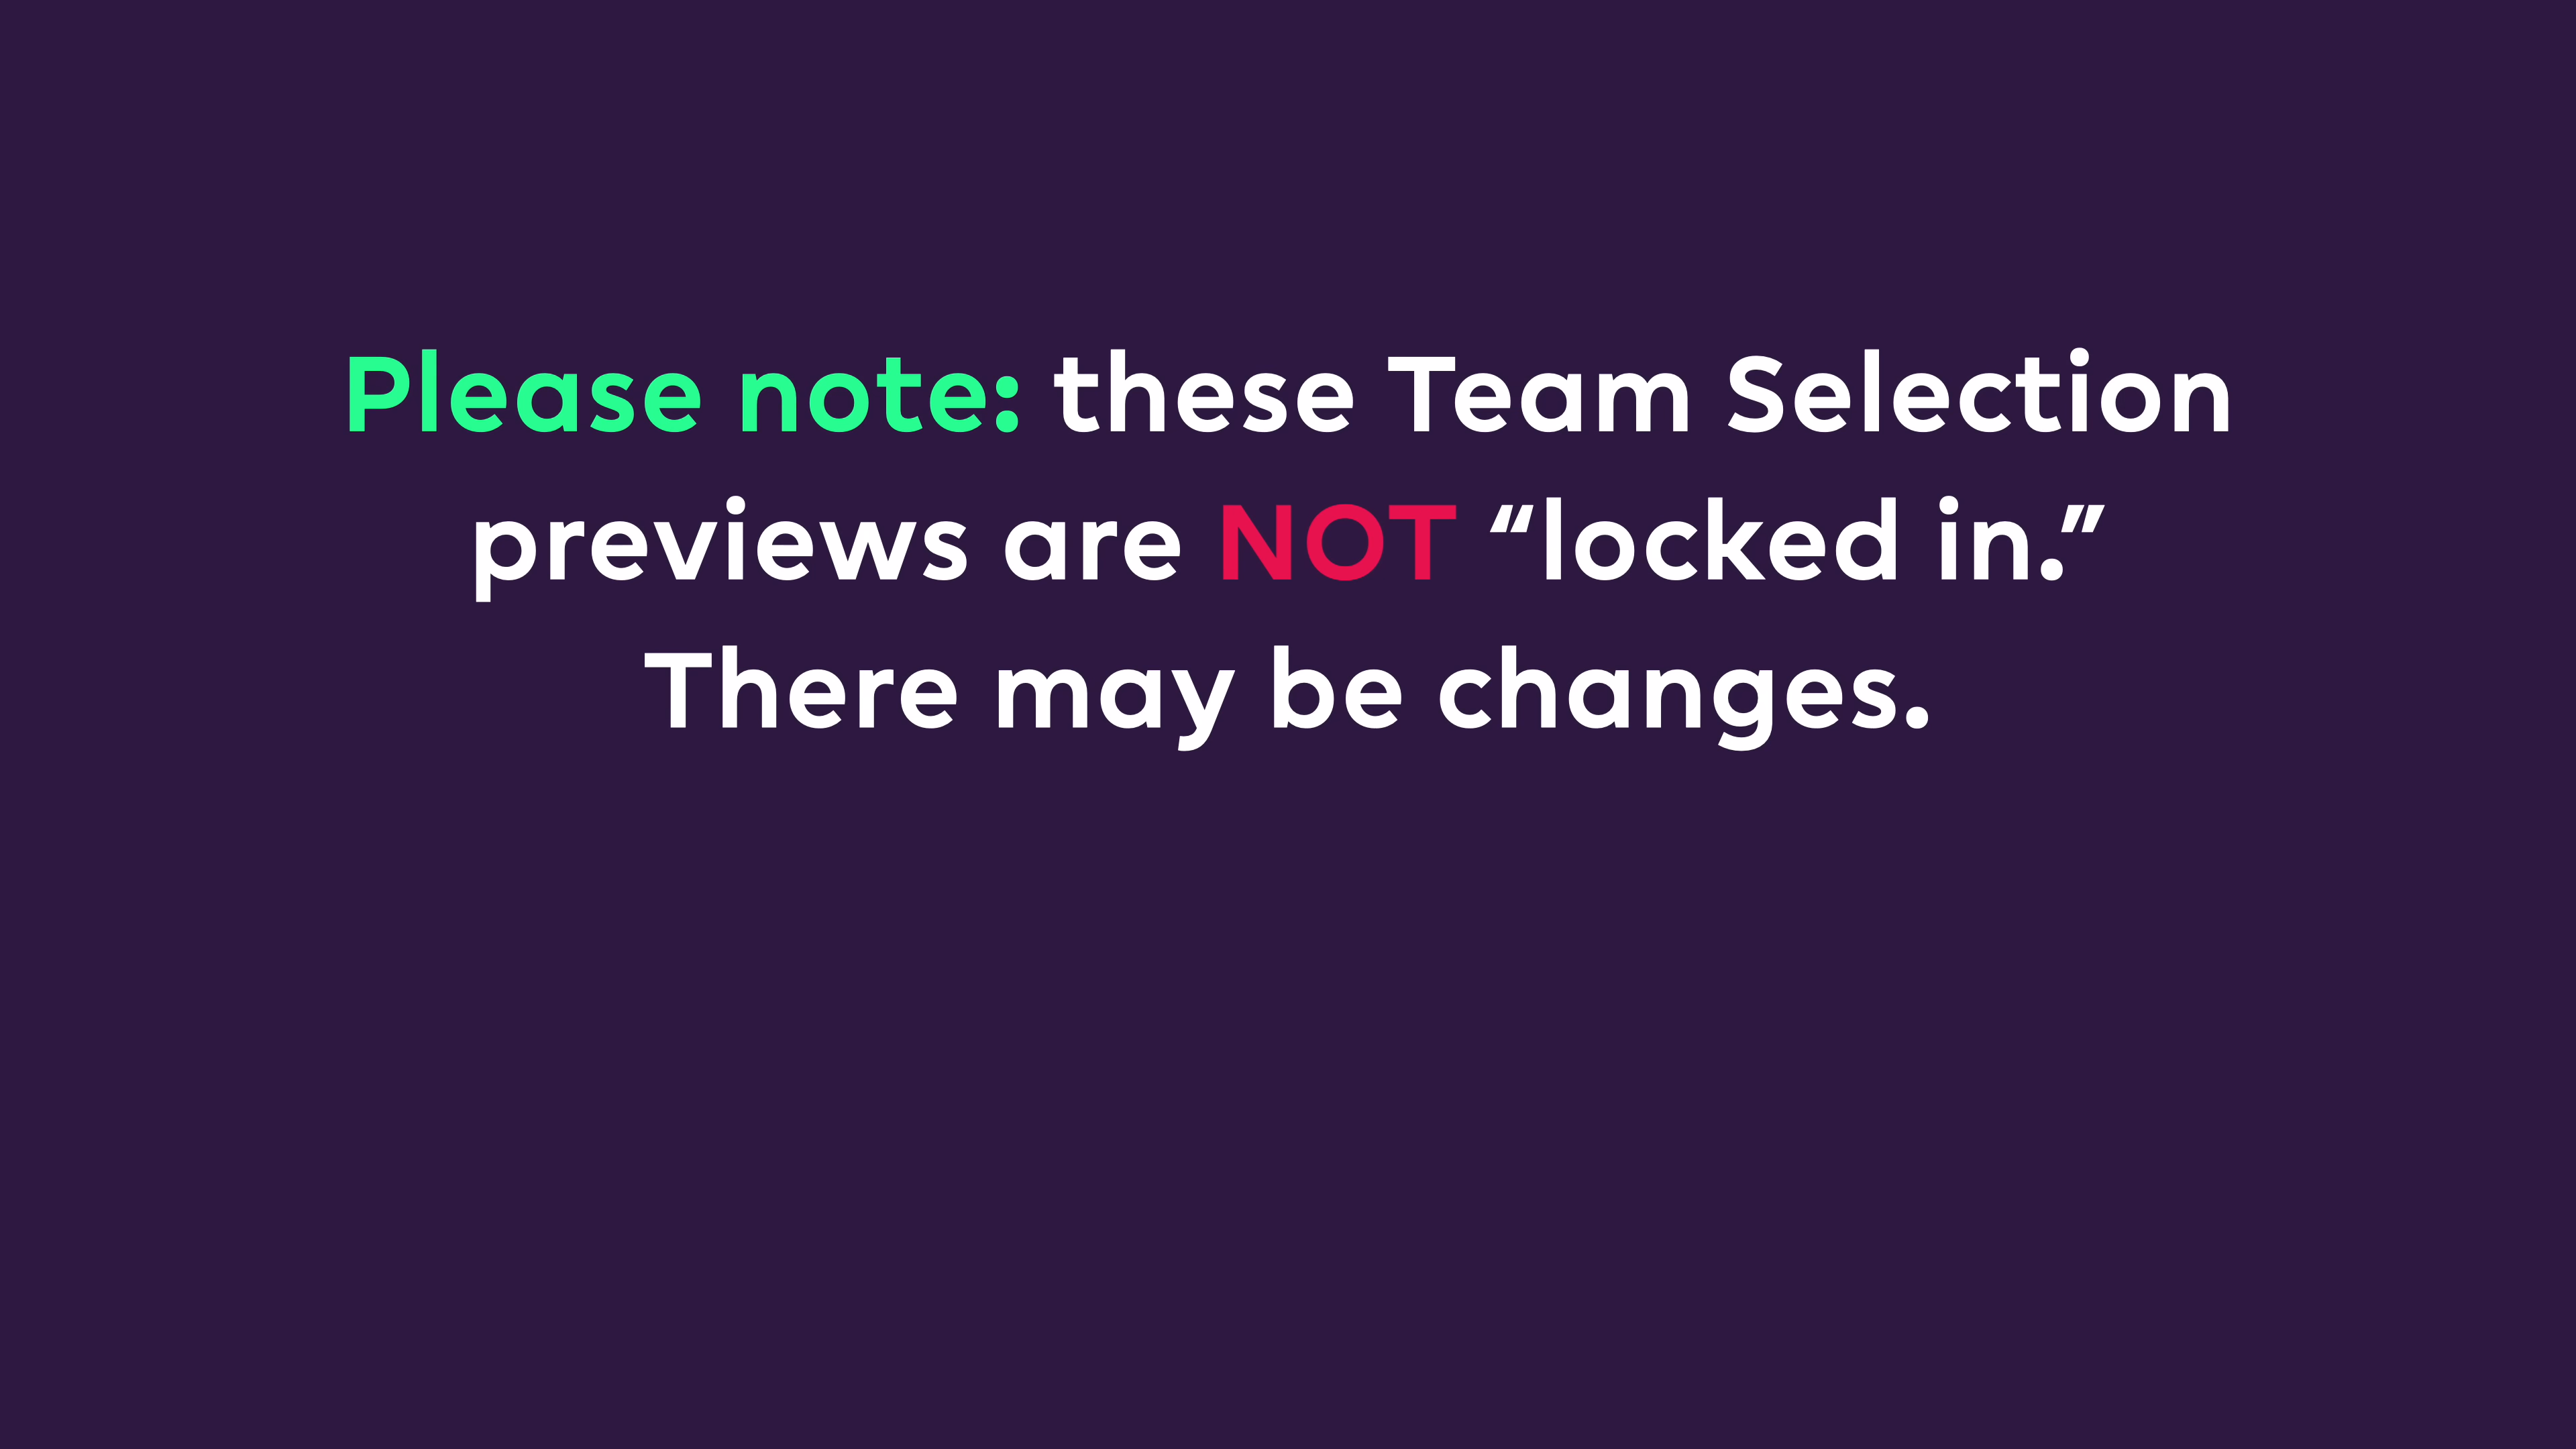 Please note: these Team Selection
previews are NOT “locked in.”
There may be changes.